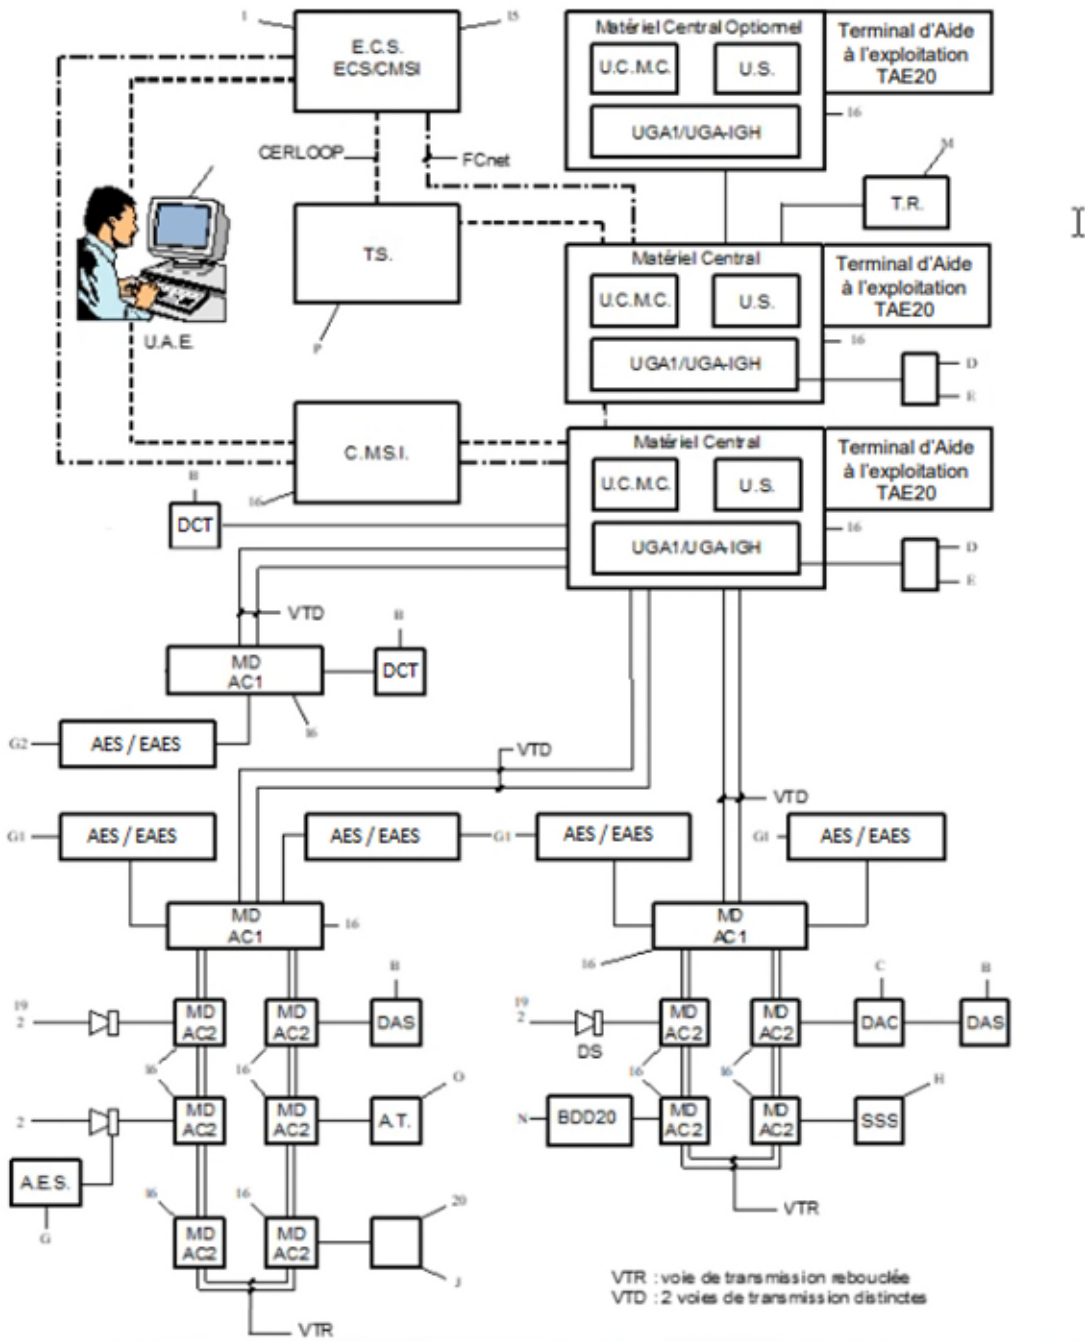 1
15
E.C.S.
ECS/CMSI
Matériel Central Optionnel
U.C.M.C.
U.S.
UGA1/UGA-IGH
Terminal d'Aide
à l'exploitation
TAE20
16
CERLOOP
FCnet
M
T.R.
TS.
P
U.A.E.
Matériel Central
U.C.M.C.
U.S.
UGA1/UGA-IGH
Terminal d'Aide
à l'exploitation
TAE20
16
D
E
C.M.S.I.
16
Matériel Central
U.C.M.C.
U.S.
UGA1/UGA-IGH
Terminal d'Aide
à l'exploitation
TAE20
16
D
E
B
DCT
VTD
B
MD
AC1
DCT
16
G2
AES / EAES
VTD
VTD
G1
AES / EAES
AES / EAES
G1
AES / EAES
G1
AES / EAES
MD
AC1
16
MD
AC1
16
19
2
MD
AC2
MD
AC2
B
DAS
19
2
DS
MD
AC2
MD
AC2
C
DAC
B
DAS
16
16
O
16
16
H
2
MD
AC2
MD
AC2
A.T.
N
BDD20
MD
AC2
MD
AC2
SSS
A.E.S.
G
16
16
20
MD
AC2
MD
AC2
J
VTR
VTR
VTR : voie de transmission rebouclée
VTD : 2 voies de transmission distinctes